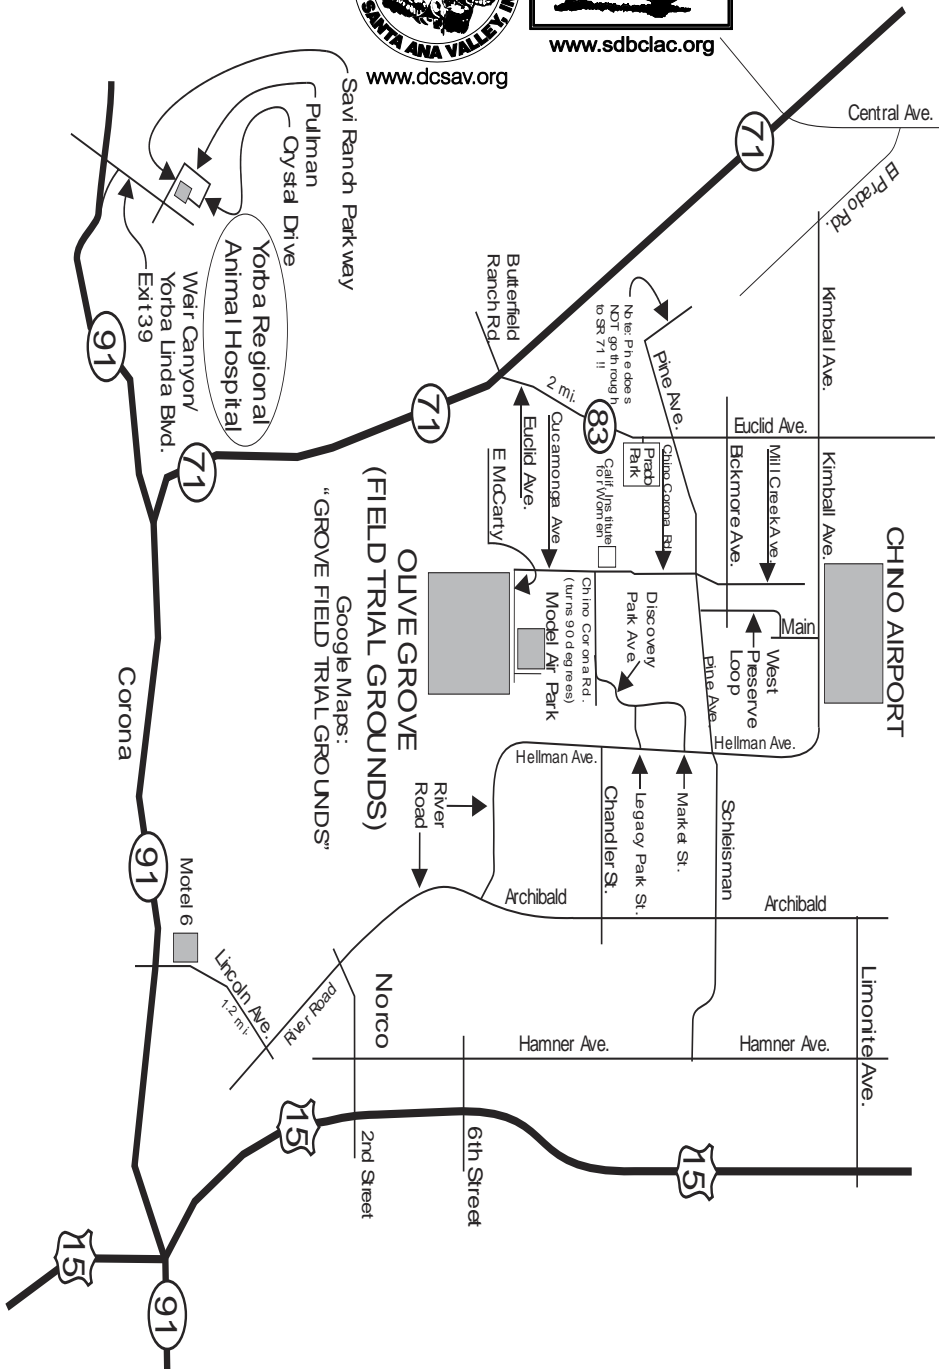 SANTA ANA VALLEY, IN
www.dcsav.org
www.sdbclac.org
Central Ave.
71
El Prado Rd.
Kimball Ave.
Savi Ranch Parkway
Pullman
Crystal Drive
Yorba Regional
Animal Hospital
Weir Canyon/
Yorba Linda Blvd.
Exit 39
91
Butterfield
Ranch Rd.
Note: Pine does
NOT go through
to SR 71 !!
Pine Ave.
2 mi.
83
71
71
Euclid Ave.
Euclid Ave.
Cucamonga Ave
E McCarty
Prado
Park
Chino Corona Rd
Calif. Institute
for Women
Bickmore Ave.
Mill Creek Ave.
Kimball Ave.
CHINO AIRPORT
Main
West
Preserve
Loop
Pine Ave.
Discovery
Park Ave.
Chino Corona Rd.
(turns 90 degrees)
Model Air Park
OLIVE GROVE
(FIELD TRIAL GROUNDS)
Google Maps:
“GROVE FIELD TRIAL GROUNDS”
Hellman Ave.
Hellman Ave.
Market St.
Legacy Park St.
Chandler St.
Schleisman
River
Road
Archibald
Archibald
Corona
91
Motel 6
Lincoln Ave.
1.2 mi.
River Road
Norco
Limonite Ave.
Hamner Ave.
Hamner Ave.
6th Street
2nd Street
15
15
15
91